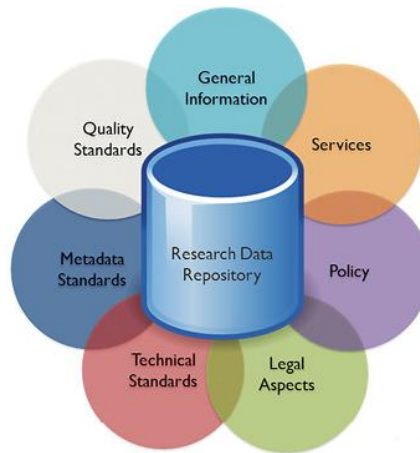 General
Information
Quality
Standards
Services
Research Data
Repository
Metadata
Standards
Policy
Technical
Standards
Legal
Aspects